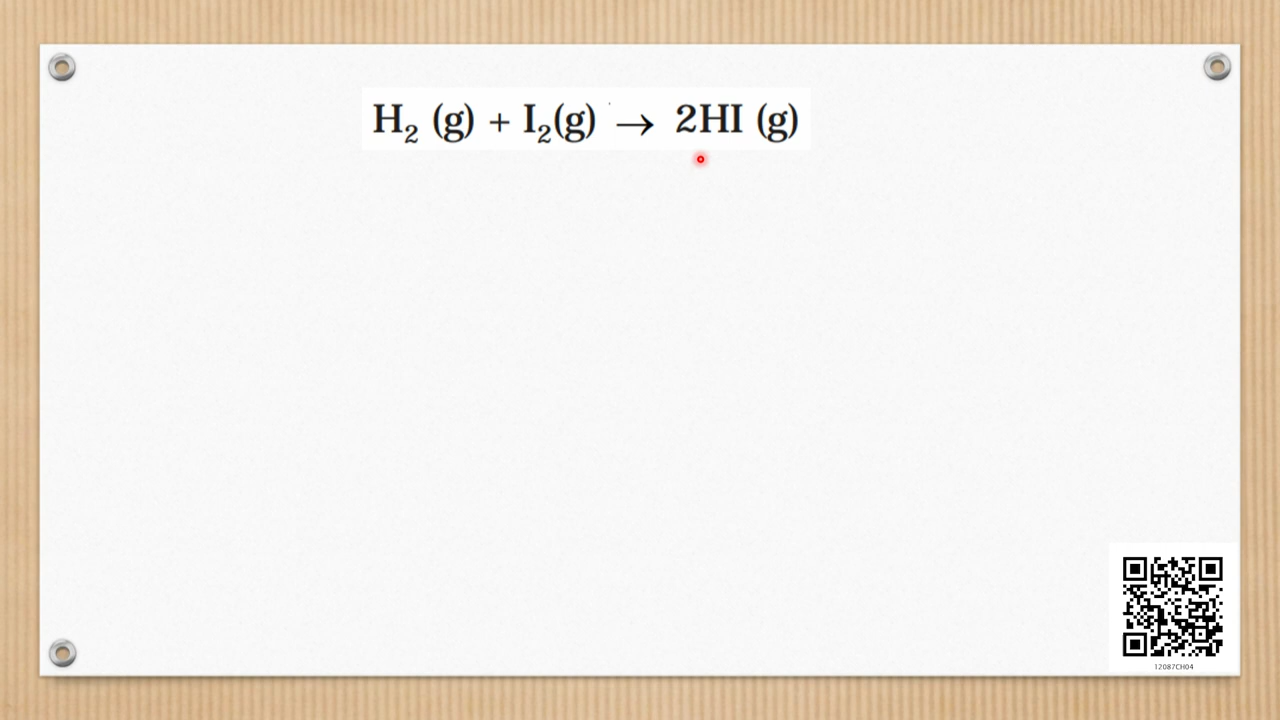 H₂ (g) + I₂(g) → 2HI (g)
12087CH04